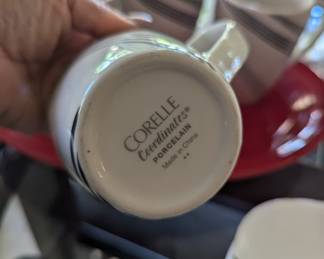 CORELLE
Coordinates®
PORCELAIN
Made in China